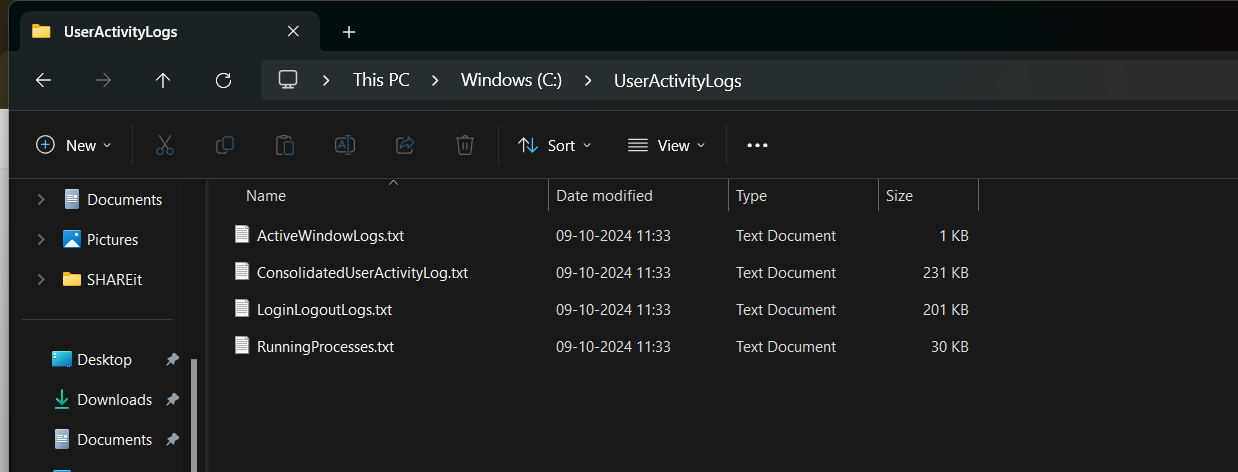 UserActivityLogs
This PC Windows (C:) UserActivityLogs
New Sort View
Documents
Pictures
SHAREit
Desktop
Downloads
Documents
Name Date modified Type Size
ActiveWindowLogs.txt 09-10-2024 11:33 Text Document 1 KB
ConsolidatedUserActivityLog.txt 09-10-2024 11:33 Text Document 231 KB
LoginLogoutLogs.txt 09-10-2024 11:33 Text Document 201 KB
RunningProcesses.txt 09-10-2024 11:33 Text Document 30 KB